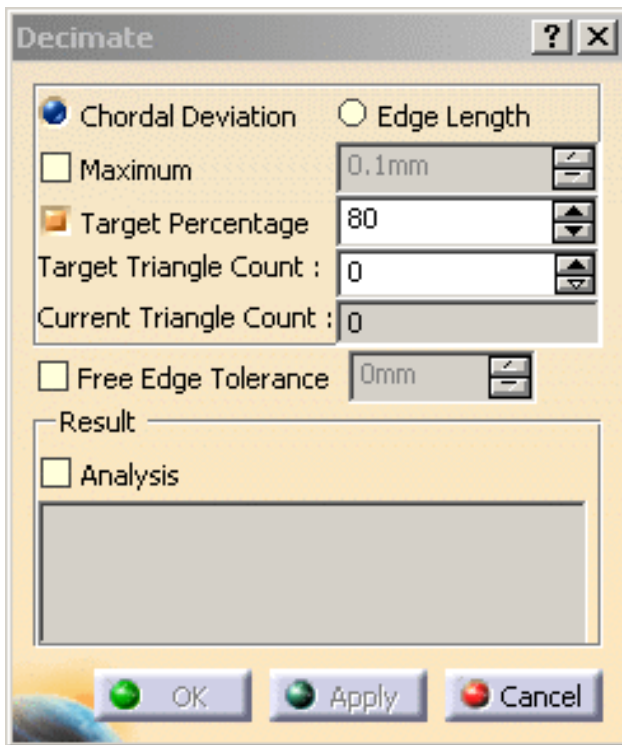 Decimate ? X
Chordal Deviation Edge Length
Maximum 0.1mm
Target Percentage 80
Target Triangle Count : 0
Current Triangle Count : 0
Free Edge Tolerance 0mm
Result
Analysis
OK Apply Cancel